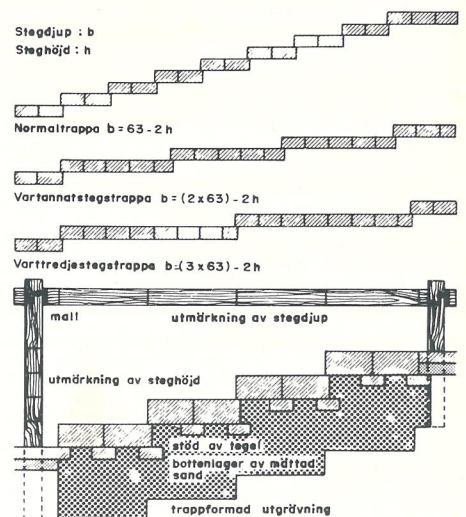 Stegdjup : b
Steghöjd : h
Normaltrappa b = 63 - 2 h
Vartannatstegstrappa b = (2 x 63) - 2 h
Varttredjestegstrappa b = (3 x 63) - 2 h
mall
utmärkning av stegdjup
utmärkning av steghöjd
stöd av tegel
bottenlager av mättad
sand
trappformad utgrävning